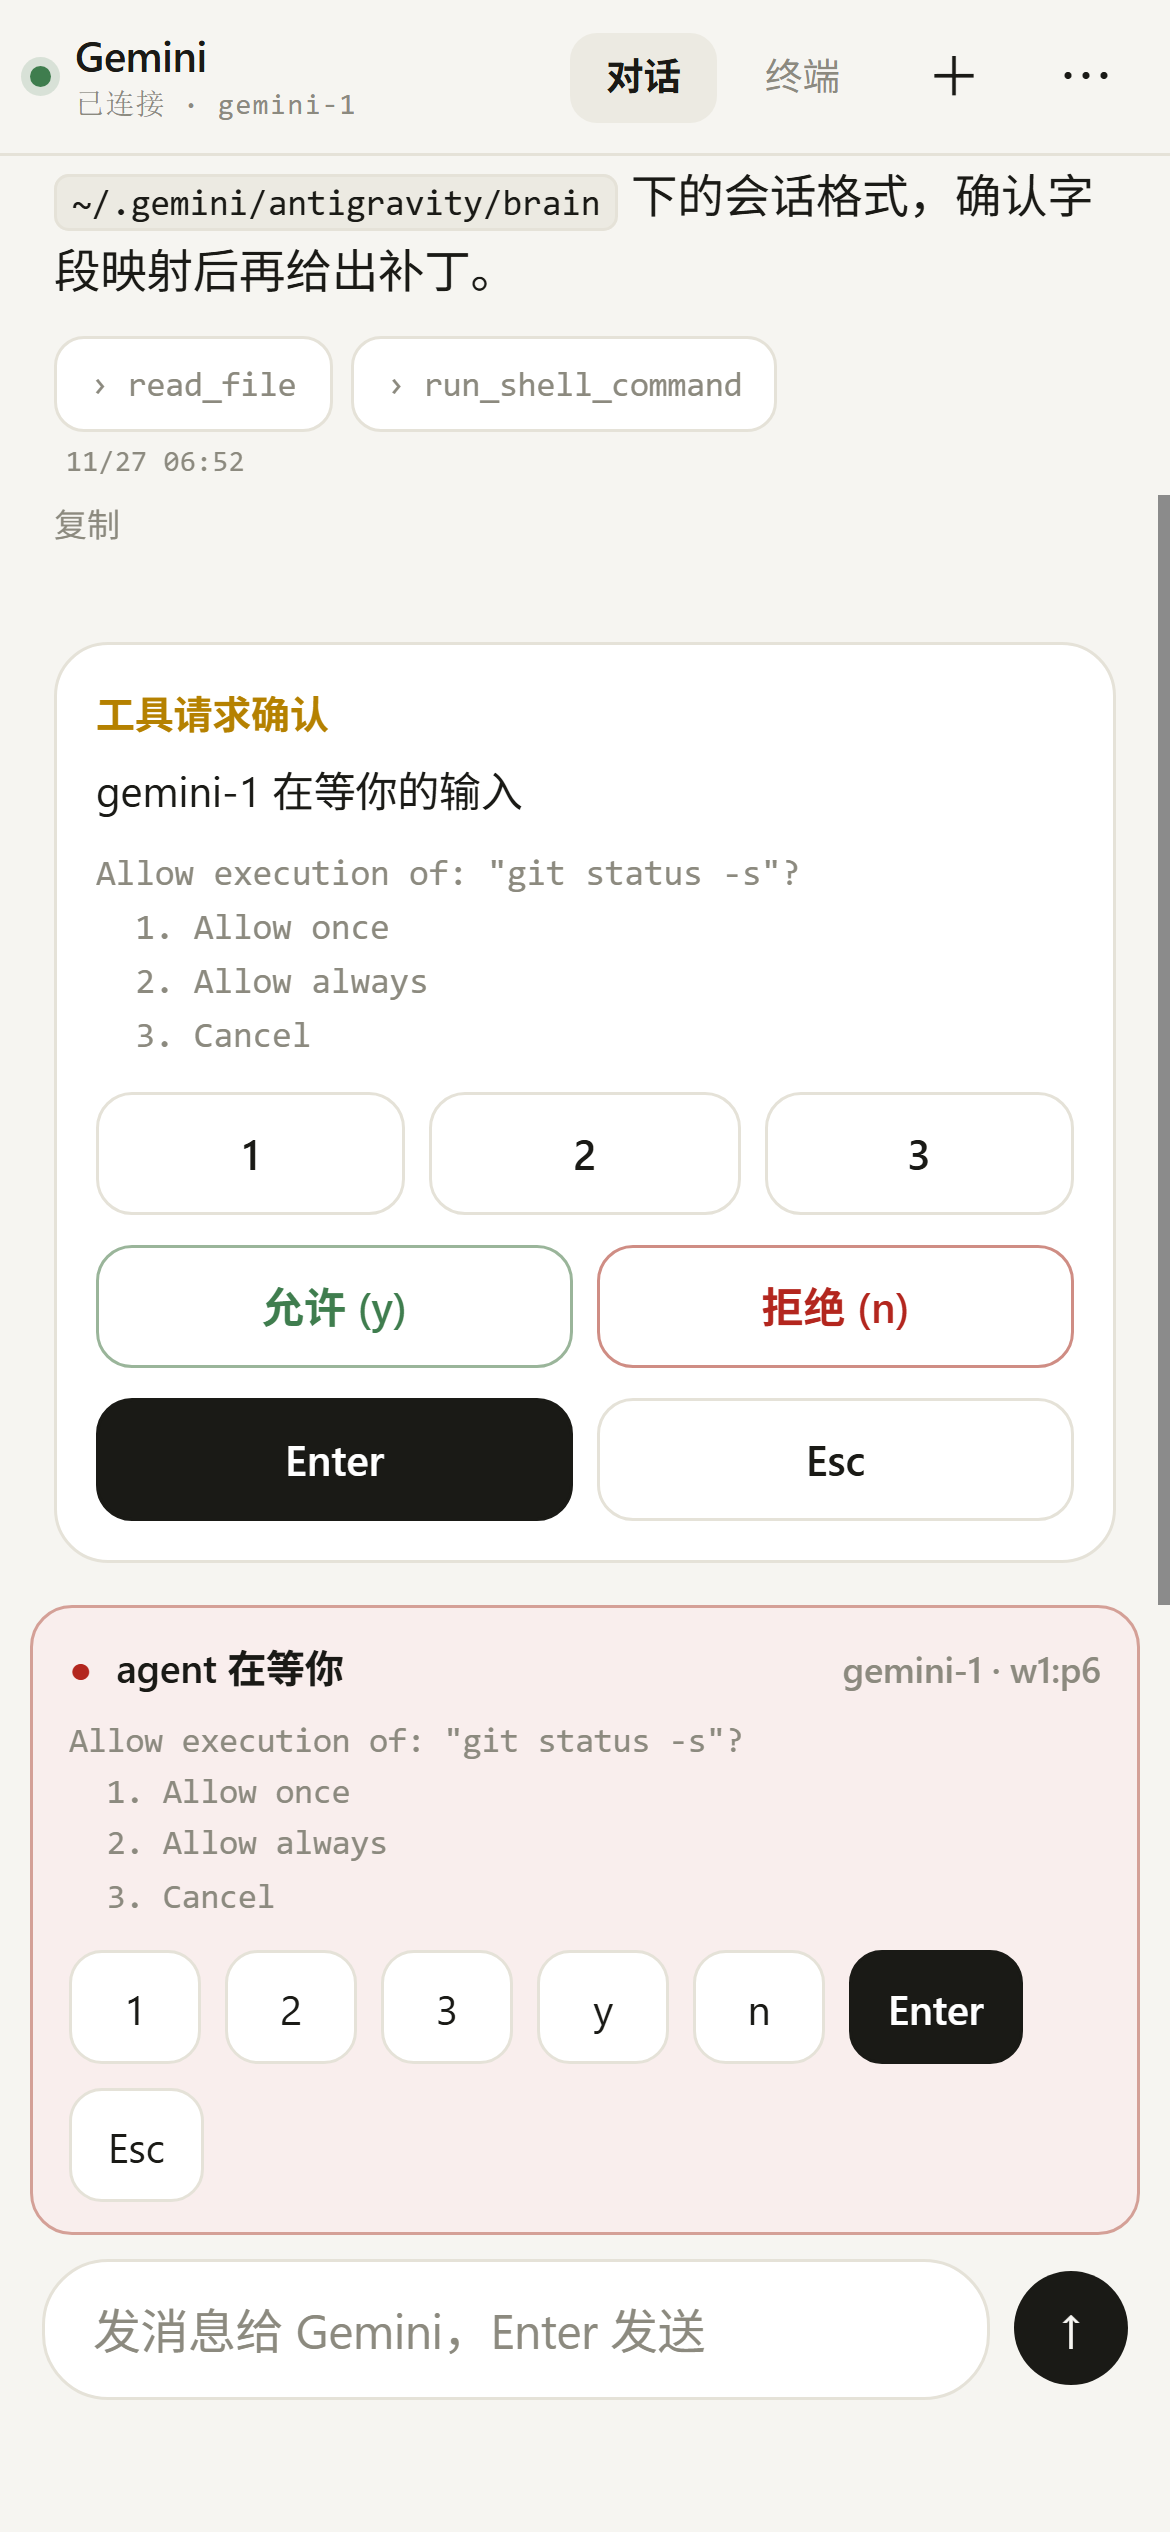 Gemini
已连接 · gemini-1
对话
终端
~/.gemini/antigravity/brain 下的会话格式，确认字
段映射后再给出补丁。
› read_file
› run_shell_command
11/27 06:52
复制
工具请求确认
gemini-1 在等你的输入
Allow execution of: "git status -s"?
1. Allow once
2. Allow always
3. Cancel
1
2
3
允许 (y)
拒绝 (n)
Enter
Esc
agent 在等你
gemini-1 · w1:p6
Allow execution of: "git status -s"?
1. Allow once
2. Allow always
3. Cancel
1
2
3
y
n
Enter
Esc
发消息给 Gemini，Enter 发送